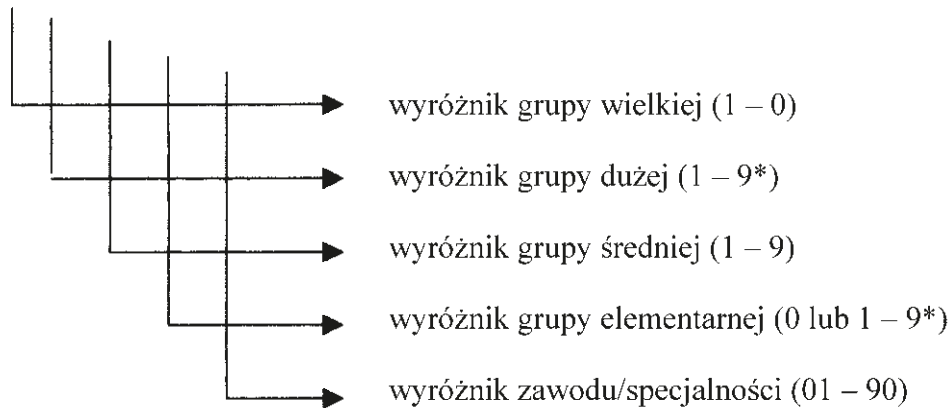 wyróżnik grupy wielkiej (1 – 0)
wyróżnik grupy dużej (1 – 9*)
wyróżnik grupy średniej (1 – 9)
wyróżnik grupy elementarnej (0 lub 1 – 9*)
wyróżnik zawodu/specjalności (01 – 90)